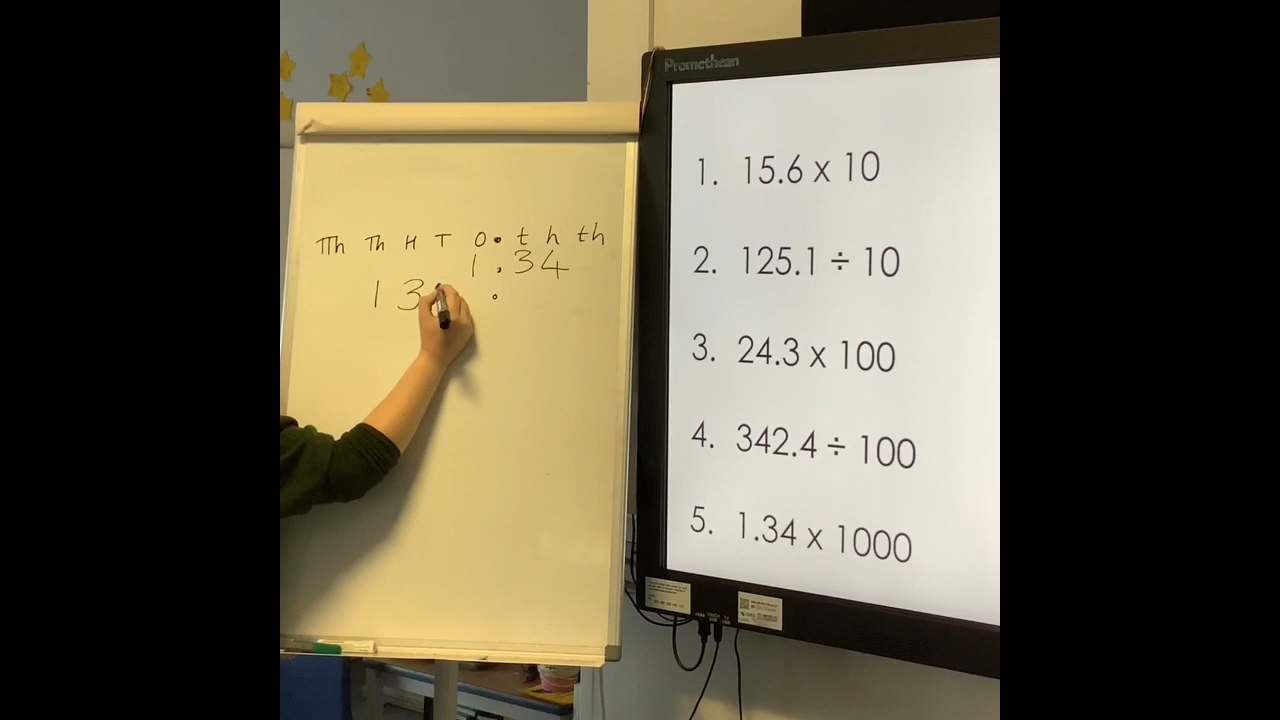 TTh Th H T O . t h th
1 . 34
1 3 .
Promethean
1. 15.6 x 10
2. 125.1 ÷ 10
3. 24.3 x 100
4. 342.4 ÷ 100
5. 1.34 x 1000